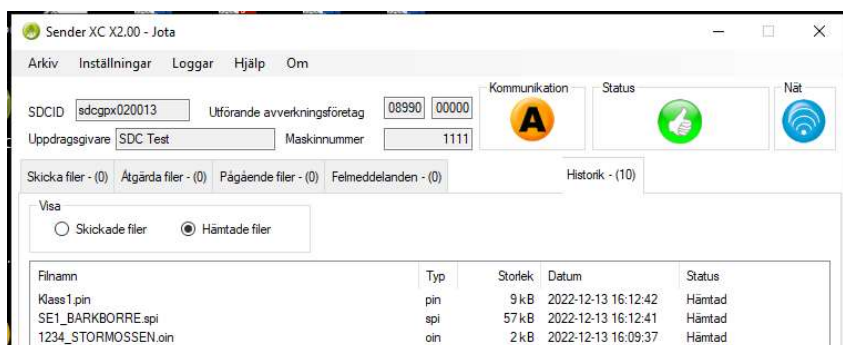 Sender XC X2.00 - Jota
Arkiv Inställningar Loggar Hjälp Om
Kommunikation Status Nät
SDCID sdcgpx020013 Utförande avverkningsföretag 08990 00000
A
Uppdragsgivare SDC Test Maskinnummer 1111
Skicka filer - (0) Åtgärda filer - (0) Pågående filer - (0) Felmeddelanden - (0) Historik - (10)
Visa
Skickade filer Hämtade filer
Filnamn Typ Storlek Datum Status
Klass1.pin pin 9 kB 2022-12-13 16:12:42 Hämtad
SE1_BARKBORRE.spi spi 57 kB 2022-12-13 16:12:41 Hämtad
1234_STORMOSSEN.oin oin 2 kB 2022-12-13 16:09:37 Hämtad